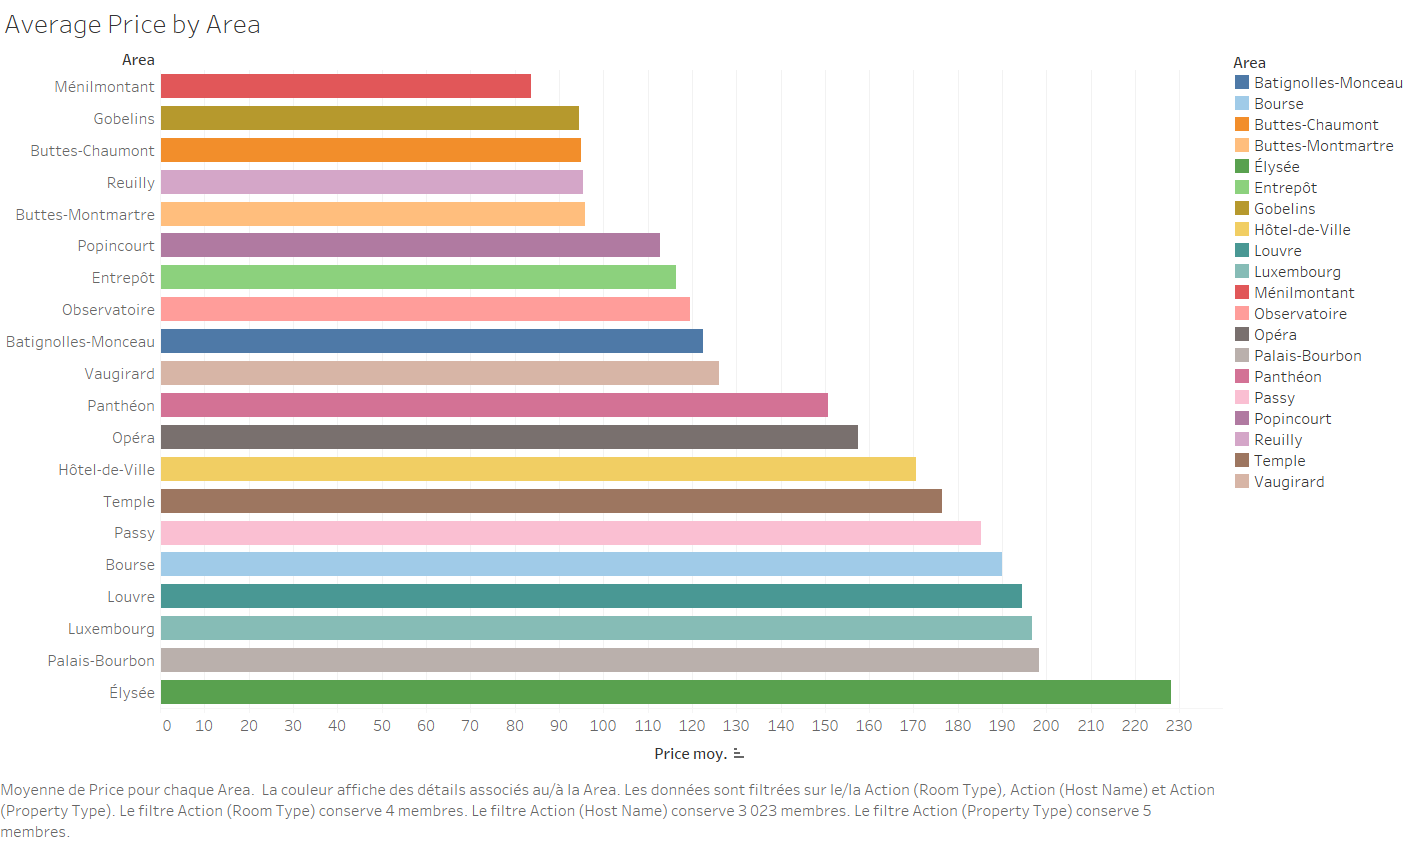 Average Price by Area
Area
Ménilmontant
Gobelins
Buttes-Chaumont
Reuilly
Buttes-Montmartre
Popincourt
Entrepôt
Observatoire
Batignolles-Monceau
Vaugirard
Panthéon
Opéra
Hôtel-de-Ville
Temple
Passy
Bourse
Louvre
Luxembourg
Palais-Bourbon
Élysée
0 10 20 30 40 50 60 70 80 90 100 110 120 130 140 150 160 170 180 190 200 210 220 230
Price moy.
Area
Batignolles-Monceau
Bourse
Buttes-Chaumont
Buttes-Montmartre
Élysée
Entrepôt
Gobelins
Hôtel-de-Ville
Louvre
Luxembourg
Ménilmontant
Observatoire
Opéra
Palais-Bourbon
Panthéon
Passy
Popincourt
Reuilly
Temple
Vaugirard
Moyenne de Price pour chaque Area.  La couleur affiche des détails associés au/à la Area. Les données sont filtrées sur le/la Action (Room Type), Action (Host Name) et Action
(Property Type). Le filtre Action (Room Type) conserve 4 membres. Le filtre Action (Host Name) conserve 3 023 membres. Le filtre Action (Property Type) conserve 5
membres.